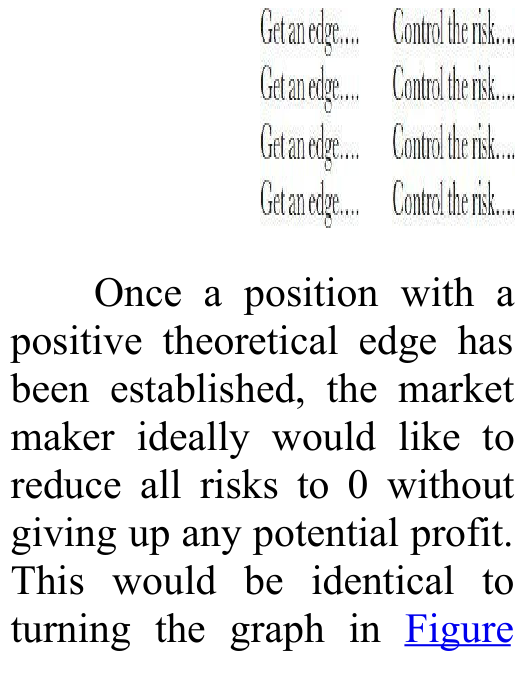 Get an edge.... Control the risk....
Get an edge.... Control the risk....
Get an edge.... Control the risk....
Get an edge.... Control the risk....
Once a position with a
positive theoretical edge has
been established, the market
maker ideally would like to
reduce all risks to 0 without
giving up any potential profit.
This would be identical to
turning the graph in Figure